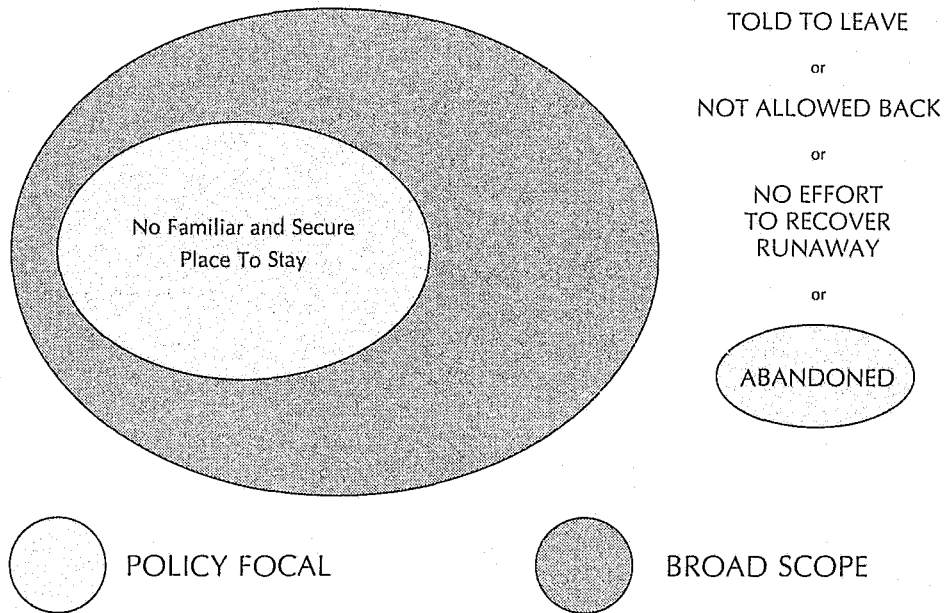 TOLD TO LEAVE
or
NOT ALLOWED BACK
or
NO EFFORT
TO RECOVER
RUNAWAY
or
ABANDONED
No Familiar and Secure
Place To Stay
POLICY FOCAL
BROAD SCOPE